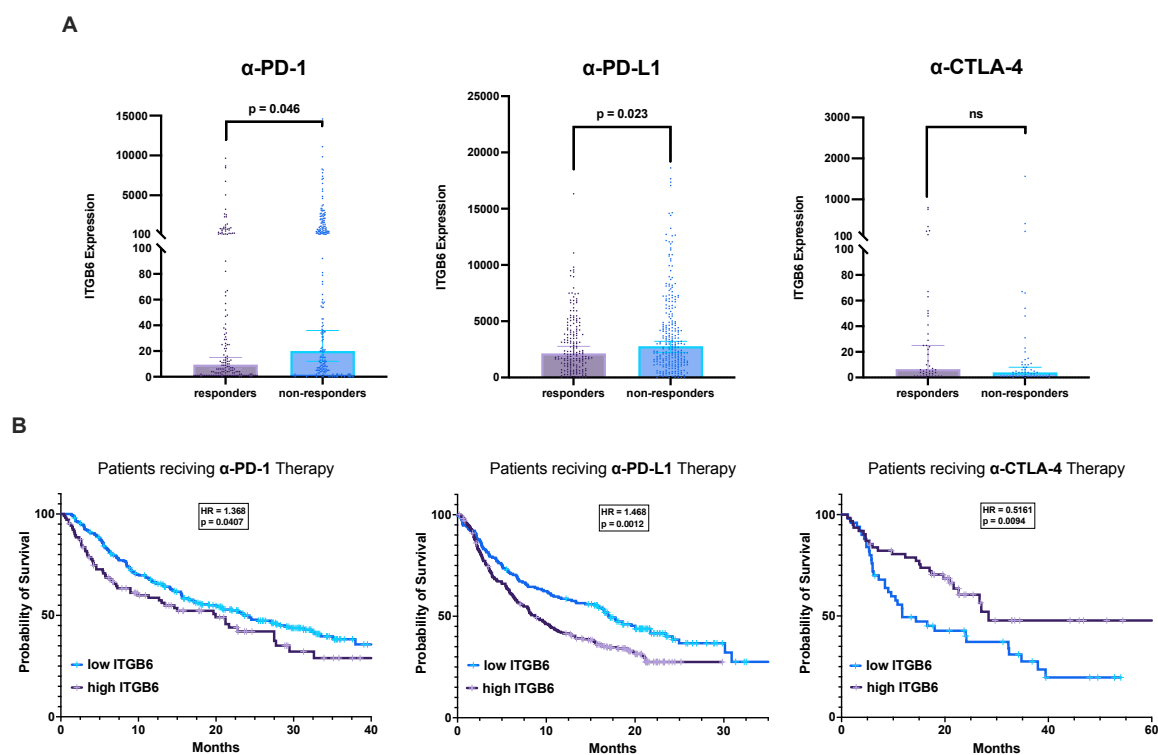 A
α-PD-1
p = 0.046
15000
10000
5000
100
100
80
60
40
20
0
ITGB6 Expression
responders
non-responders
α-PD-L1
p = 0.023
25000
20000
15000
10000
5000
0
ITGB6 Expression
responders
non-responders
α-CTLA-4
ns
3000
2000
1000
100
100
80
60
40
20
0
ITGB6 Expression
responders
non-responders
B
Patients reciving α-PD-1 Therapy
HR = 1.368
p = 0.0407
100
50
0
Probability of Survival
low ITGB6
high ITGB6
0 10 20 30 40
Months
Patients reciving α-PD-L1 Therapy
HR = 1.468
p = 0.0012
100
50
0
Probability of Survival
low ITGB6
high ITGB6
0 10 20 30
Months
Patients reciving α-CTLA-4 Therapy
HR = 0.5161
p = 0.0094
100
50
0
Probability of Survival
low ITGB6
high ITGB6
0 20 40 60
Months